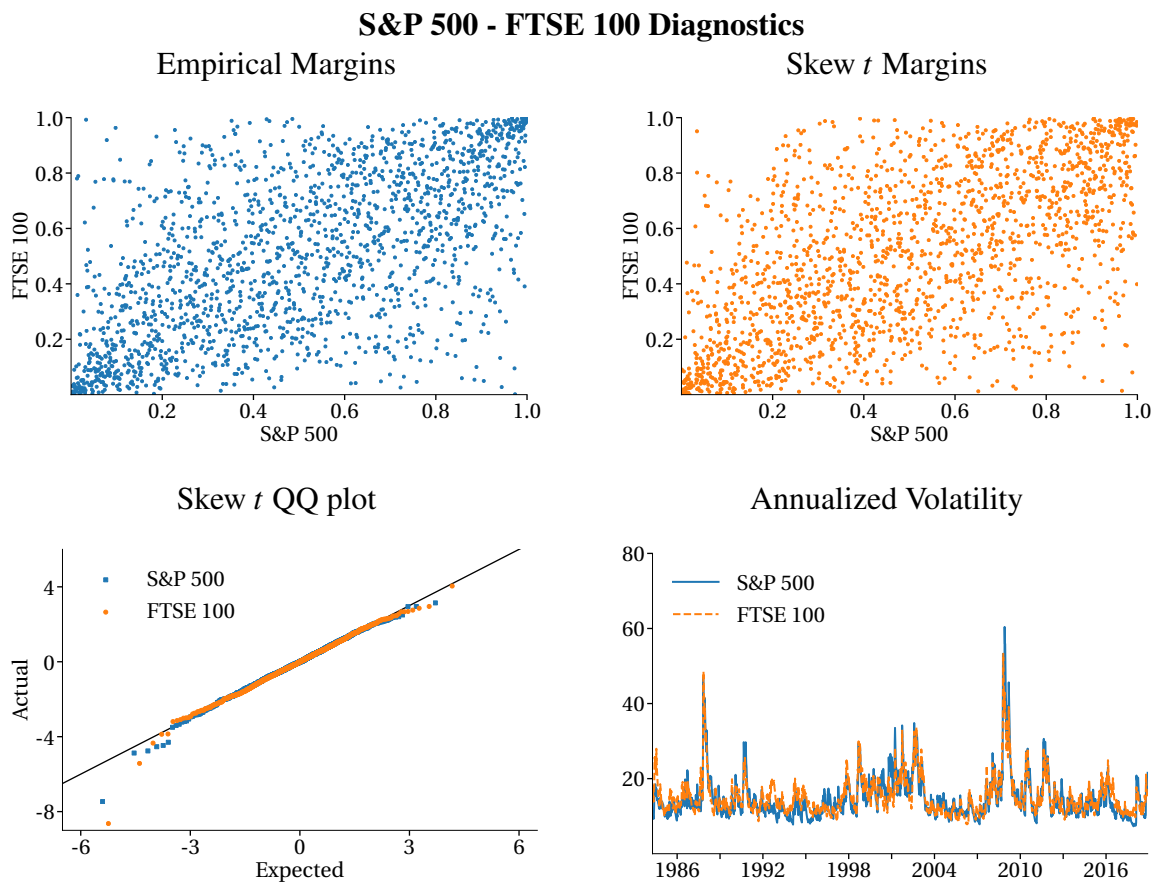 S&P 500 - FTSE 100 Diagnostics
Empirical Margins
1.0
0.8
0.6
0.4
0.2
FTSE 100
0.2 0.4 0.6 0.8 1.0
S&P 500
Skew t Margins
1.0
0.8
0.6
0.4
0.2
FTSE 100
0.2 0.4 0.6 0.8 1.0
S&P 500
Skew t QQ plot
S&P 500
FTSE 100
4
0
-4
-8
Actual
-6 -3 0 3 6
Expected
Annualized Volatility
S&P 500
FTSE 100
80
60
40
20
1986 1992 1998 2004 2010 2016